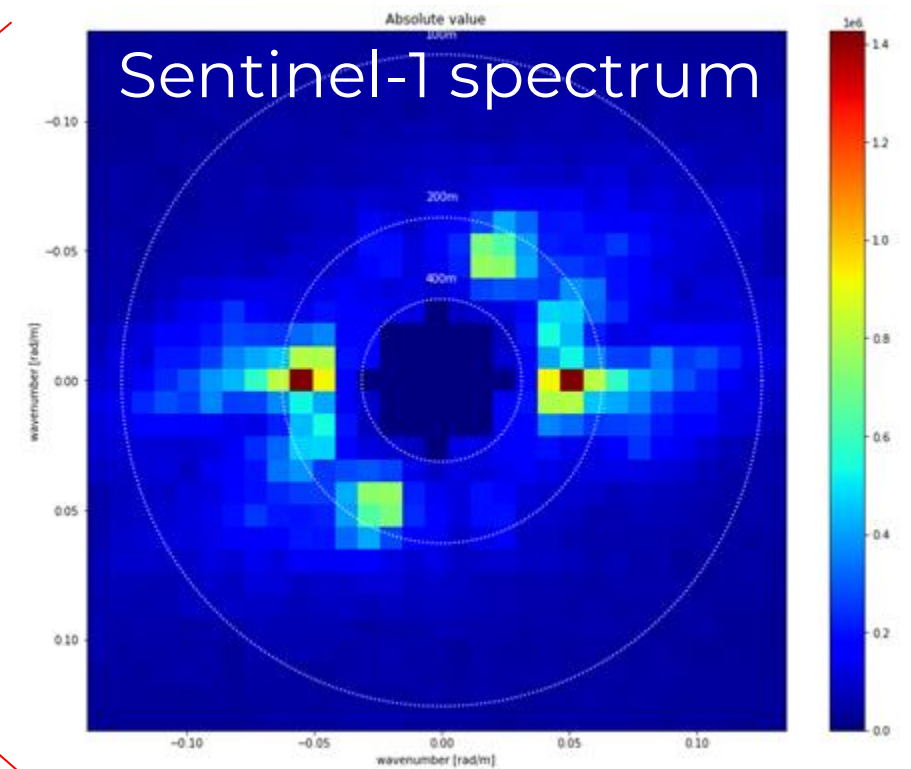 Absolute value
Sentinel-1 spectrum
100m
200m
400m
-0.10
-0.05
0.00
0.05
0.10
wavenumber [rad/m]
-0.10
-0.05
0.00
0.05
0.10
wavenumber [rad/m]
1e6
1.4
1.2
1.0
0.8
0.6
0.4
0.2
0.0